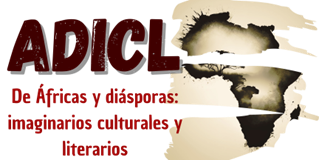 ADICL
De Áfricas y diásporas:
imaginarios culturales y
literarios